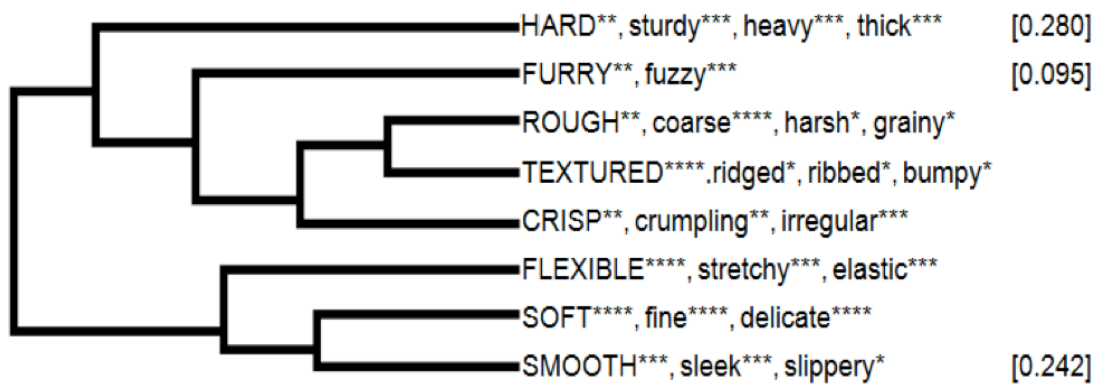 HARD**, sturdy***, heavy***, thick*** [0.280]
FURRY**, fuzzy*** [0.095]
ROUGH**, coarse****, harsh*, grainy*
TEXTURED****.ridged*, ribbed*, bumpy*
CRISP**, crumpling**, irregular***
FLEXIBLE****, stretchy***, elastic***
SOFT****, fine****, delicate****
SMOOTH***, sleek***, slippery* [0.242]